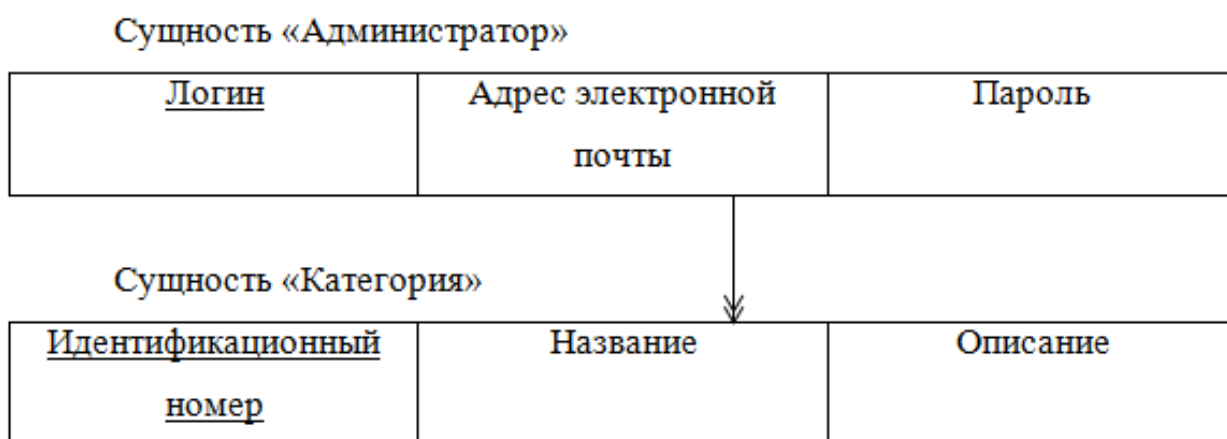 Сущность «Администратор»
Логин
Адрес электронной
почты
Пароль
Сущность «Категория»
Идентификационный
номер
Название
Описание